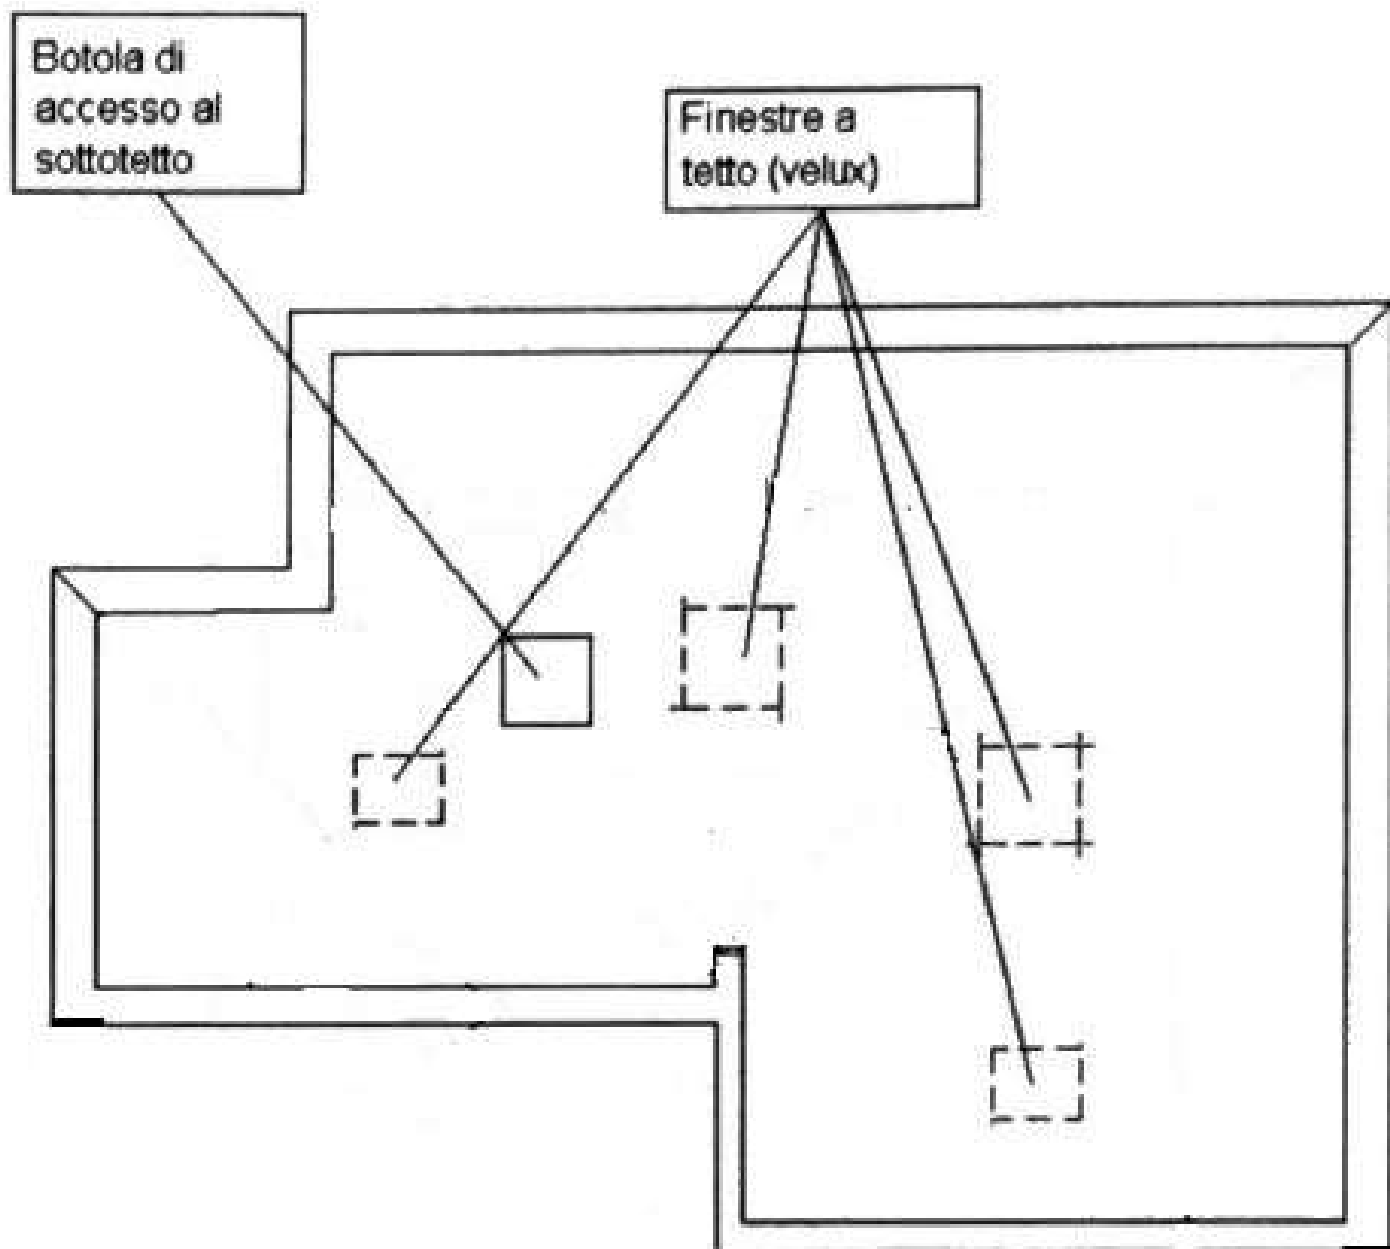 Botola di
accesso al
sottotetto
Finestre a
tetto (velux)